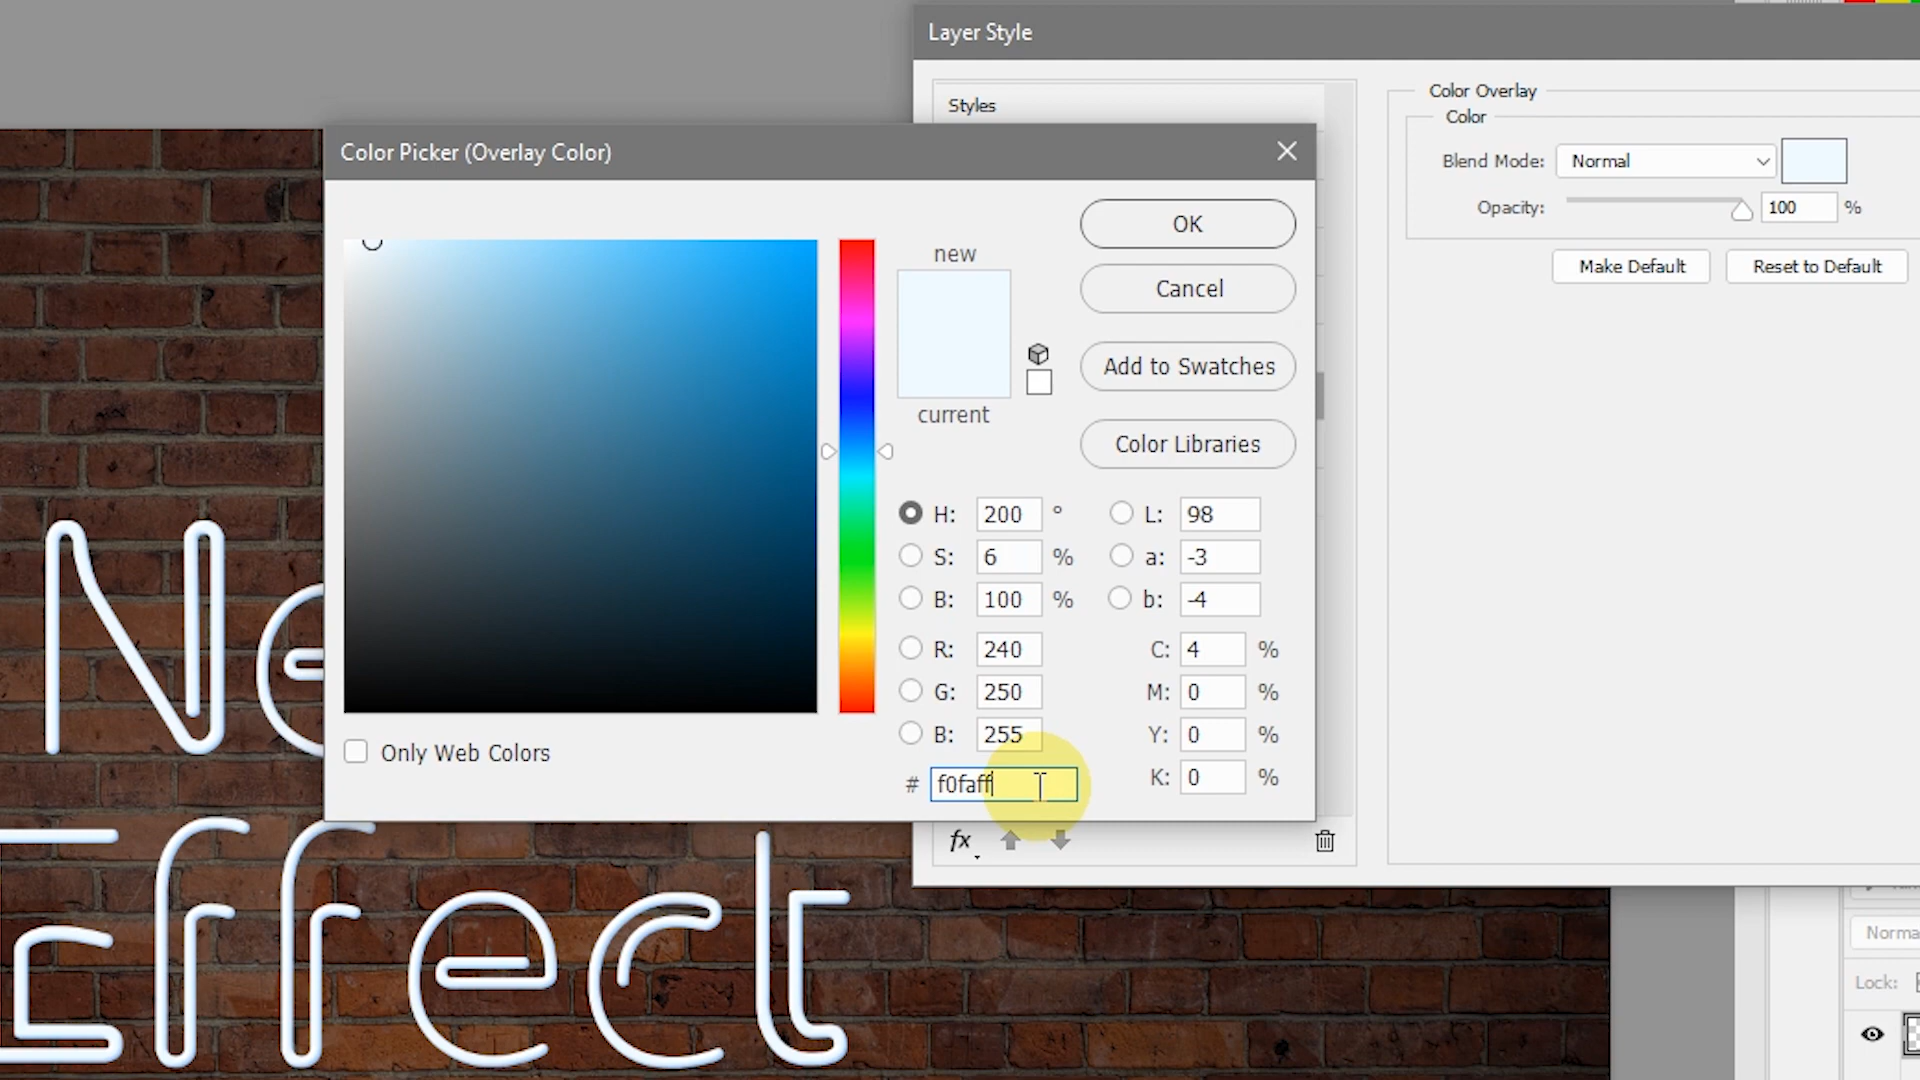 Layer Style
Styles
Color Overlay
Color
Blend Mode: Normal
Opacity: 100 %
Make Default Reset to Default
Color Picker (Overlay Color)
new
current
OK
Cancel
Add to Swatches
Color Libraries
H: 200 ° L: 98
S: 6 % a: -3
B: 100 % b: -4
R: 240 C: 4 %
G: 250 M: 0 %
B: 255 Y: 0 %
# f0faff K: 0 %
Only Web Colors
fx
Ne
Effect
Norma
Lock: